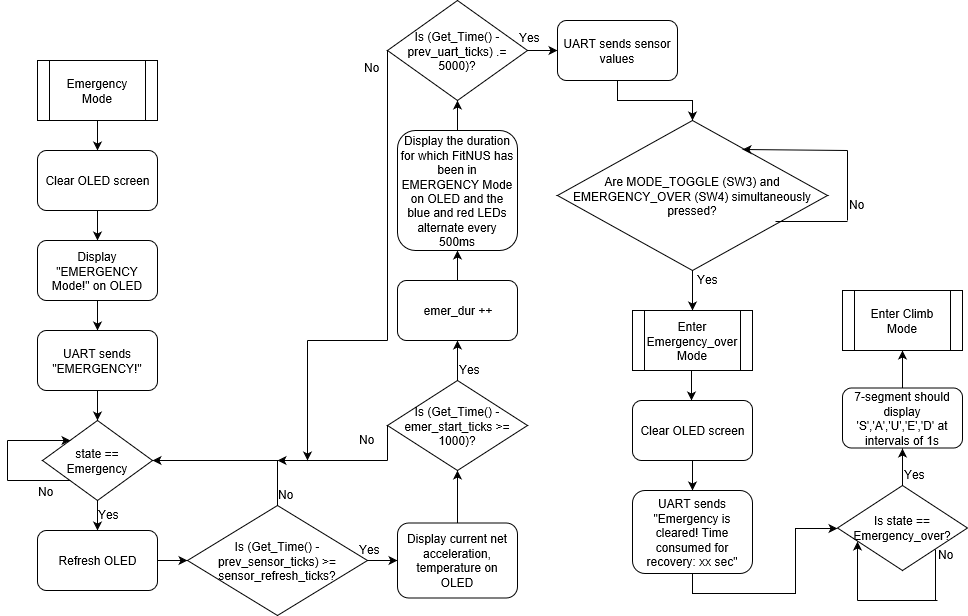 Emergency
Mode
Clear OLED screen
Display
"EMERGENCY
Mode!" on OLED
UART sends
"EMERGENCY!"
state ==
Emergency
No
Yes
Refresh OLED
Is (Get_Time() -
prev_sensor_ticks) >=
sensor_refresh_ticks?
No
Yes
Display current net
acceleration,
temperature on
OLED
Is (Get_Time() -
emer_start_ticks >=
1000)?
No
Yes
emer_dur ++
Display the duration
for which FitNUS has
been in
EMERGENCY Mode
on OLED and the
blue and red LEDs
alternate every
500ms
Is (Get_Time() -
prev_uart_ticks) .=
5000)?
No
Yes
UART sends sensor
values
Are MODE_TOGGLE (SW3) and
EMERGENCY_OVER (SW4) simultaneously
pressed?
No
Yes
Enter
Emergency_over
Mode
Clear OLED screen
UART sends
"Emergency is
cleared! Time
consumed for
recovery: xx sec"
Is state ==
Emergency_over?
No
Yes
7-segment should
display
'S','A','U','E','D' at
intervals of 1s
Enter Climb
Mode